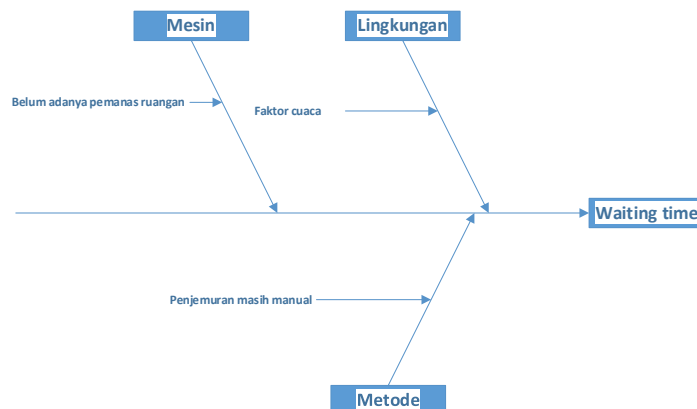 Mesin
Lingkungan
Belum adanya pemanas ruangan
Faktor cuaca
Waiting time
Penjemuran masih manual
Metode